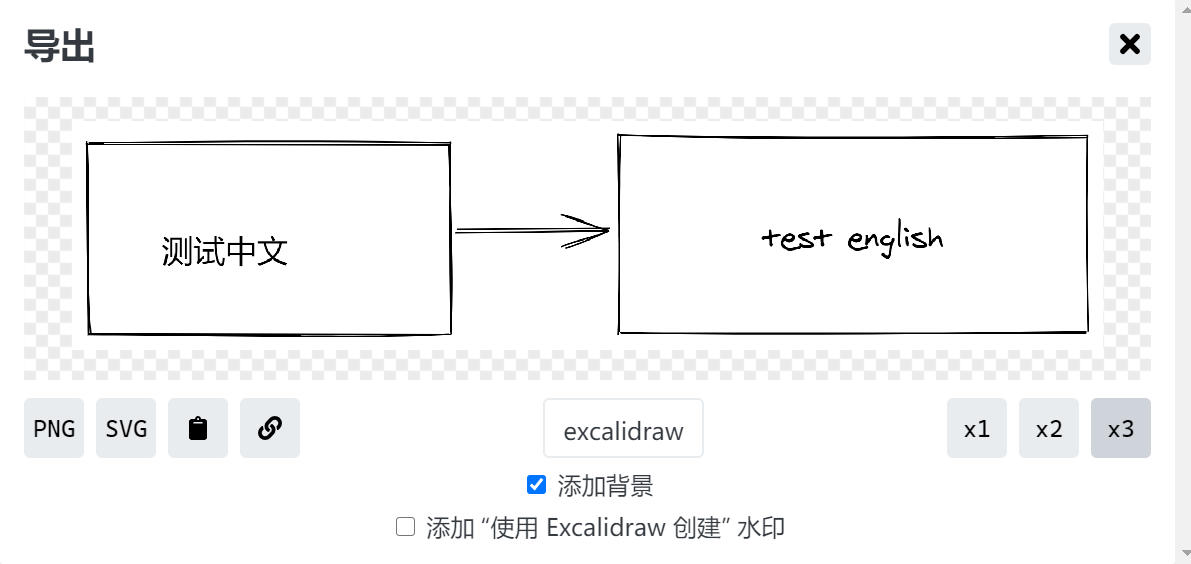 导出
测试中文
test english
PNG SVG
excalidraw
x1 x2 x3
添加背景
添加 “使用 Excalidraw 创建” 水印